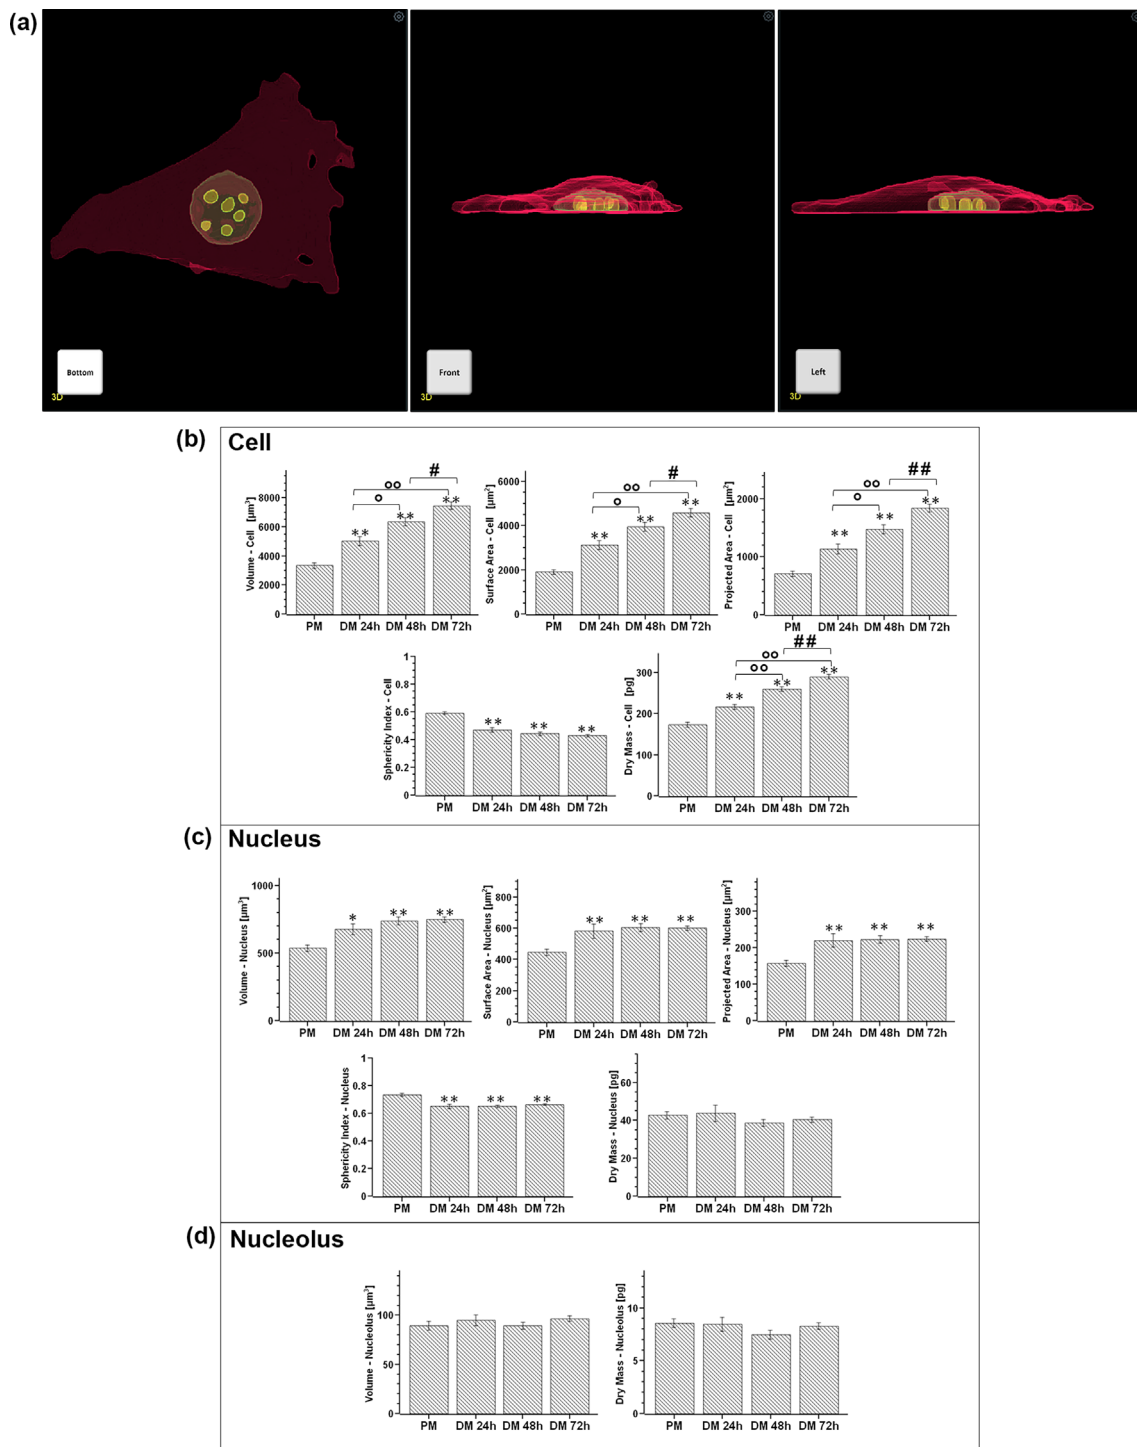 (a)
Bottom
3D
Front
3D
Left
3D
(b)
Cell
Volume - Cell [µm³]
8000
6000
4000
2000
0
PM DM 24h DM 48h DM 72h
** ** **
° °° #
Surface Area - Cell [µm²]
6000
4000
2000
0
PM DM 24h DM 48h DM 72h
** ** **
° °° #
Projected Area - Cell [µm²]
2000
1000
0
PM DM 24h DM 48h DM 72h
** ** **
° °° ##
Sphericity Index - Cell
1
0.8
0.6
0.4
0.2
0
PM DM 24h DM 48h DM 72h
** ** **
Dry Mass - Cell [pg]
300
200
100
0
PM DM 24h DM 48h DM 72h
** ** **
°° °° ##
(c)
Nucleus
Volume - Nucleus [µm³]
1000
500
0
PM DM 24h DM 48h DM 72h
* ** **
Surface Area - Nucleus [µm²]
800
600
400
200
0
PM DM 24h DM 48h DM 72h
** ** **
Projected Area - Nucleus [µm²]
300
200
100
0
PM DM 24h DM 48h DM 72h
** ** **
Sphericity Index - Nucleus
1
0.8
0.6
0.4
0.2
0
PM DM 24h DM 48h DM 72h
** ** **
Dry Mass - Nucleus [pg]
60
40
20
0
PM DM 24h DM 48h DM 72h
(d)
Nucleolus
Volume - Nucleolus [µm³]
100
50
0
PM DM 24h DM 48h DM 72h
Dry Mass - Nucleolus [pg]
10
5
0
PM DM 24h DM 48h DM 72h